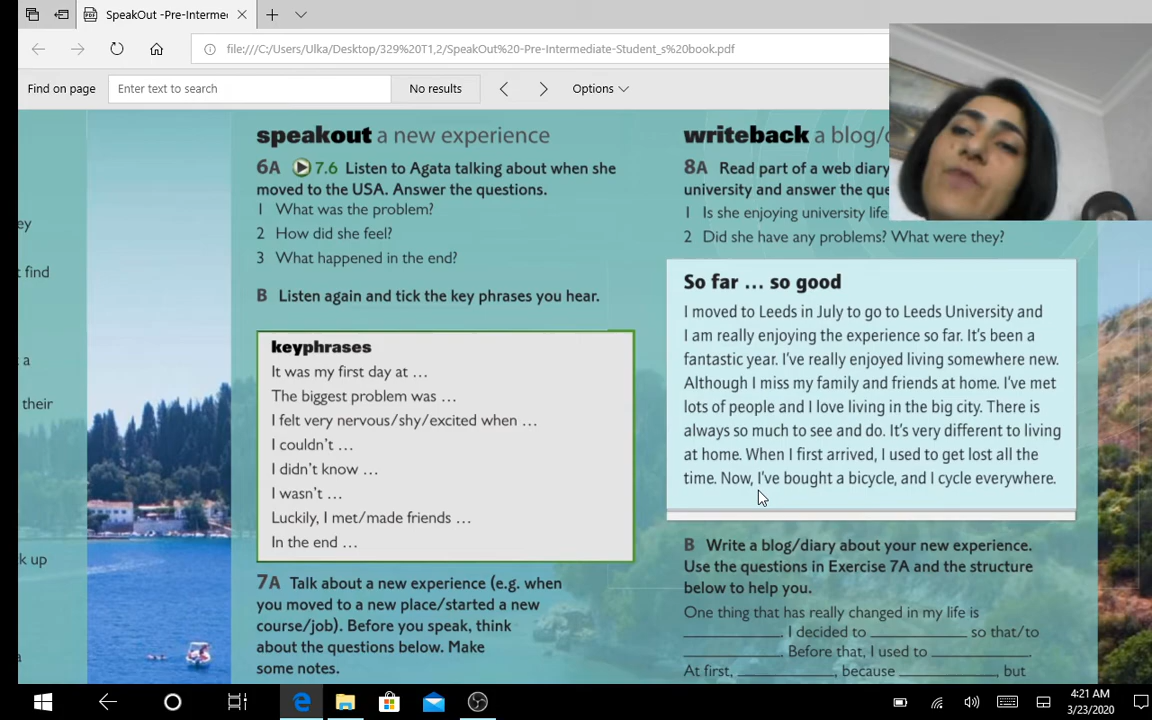 SpeakOut -Pre-Interme
file:///C:/Users/Ulka/Desktop/329%20T1,2/SpeakOut%20-Pre-Intermediate-Student_s%20book.pdf
Find on page
Enter text to search
No results
Options
ey
t find
a
their
k up
a
speakout a new experience
6A 7.6 Listen to Agata talking about when she
moved to the USA. Answer the questions.
1 What was the problem?
2 How did she feel?
3 What happened in the end?
B Listen again and tick the key phrases you hear.
keyphrases
It was my first day at ...
The biggest problem was ...
I felt very nervous/shy/excited when ...
I couldn't ...
I didn't know ...
I wasn't ...
Luckily, I met/made friends ...
In the end ...
7A Talk about a new experience (e.g. when
you moved to a new place/started a new
course/job). Before you speak, think
about the questions below. Make
some notes.
writeback a blog/
8A Read part of a web diary
university and answer the que
1 Is she enjoying university life
2 Did she have any problems? What were they?
So far ... so good
I moved to Leeds in July to go to Leeds University and
I am really enjoying the experience so far. It's been a
fantastic year. I've really enjoyed living somewhere new.
Although I miss my family and friends at home. I've met
lots of people and I love living in the big city. There is
always so much to see and do. It's very different to living
at home. When I first arrived, I used to get lost all the
time. Now, I've bought a bicycle, and I cycle everywhere.
B Write a blog/diary about your new experience.
Use the questions in Exercise 7A and the structure
below to help you.
One thing that has really changed in my life is
____________. I decided to ____________ so that/to
____________. Before that, I used to ____________.
At first, ____________, because ____________, but
4:21 AM
3/23/2020